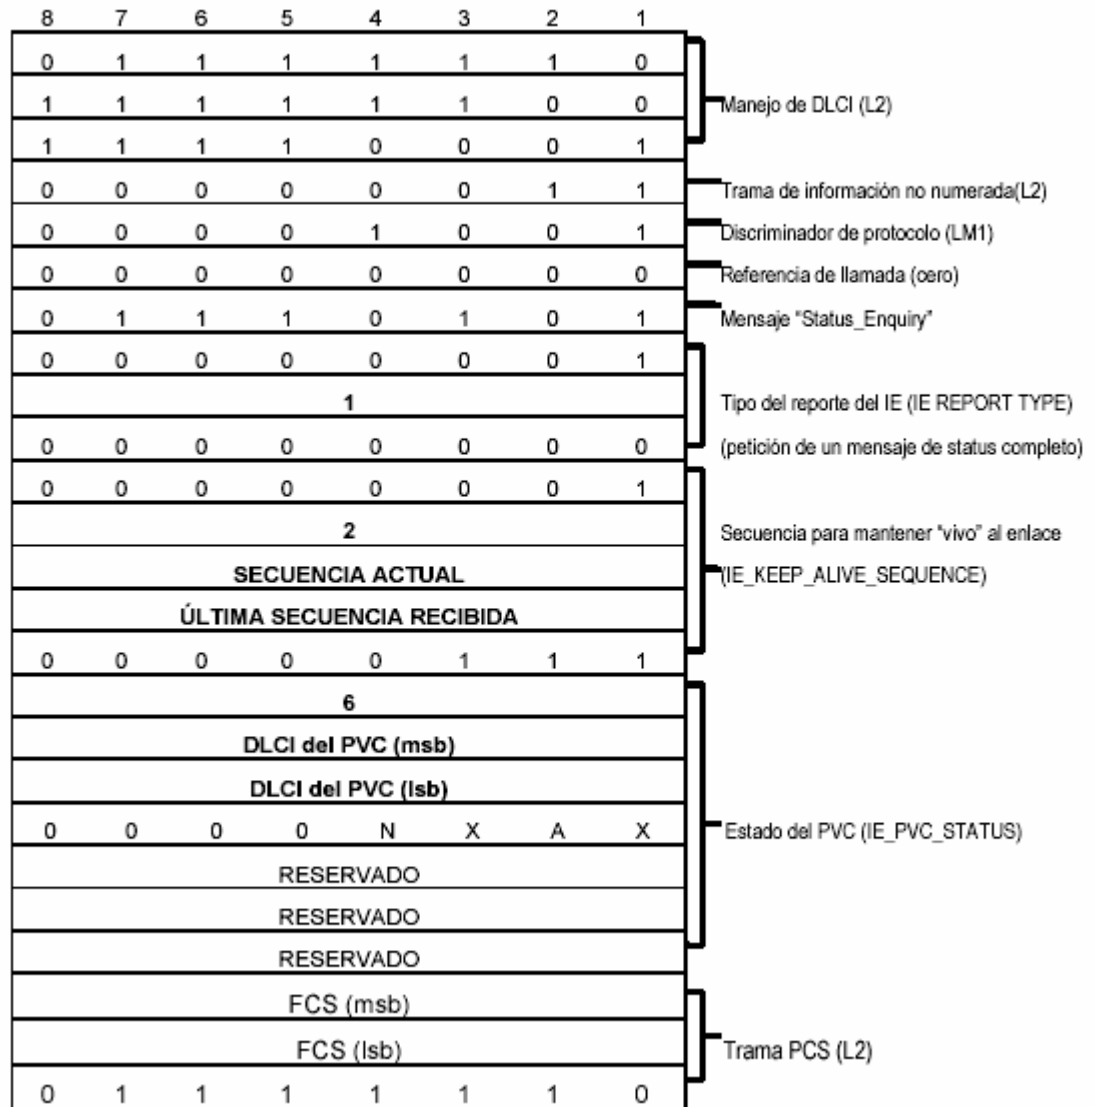 8 7 6 5 4 3 2 1
0 1 1 1 1 1 1 0
1 1 1 1 1 1 0 0 Manejo de DLCI (L2)
1 1 1 1 0 0 0 1
0 0 0 0 0 0 1 1 Trama de información no numerada(L2)
0 0 0 0 1 0 0 1 Discriminador de protocolo (LM1)
0 0 0 0 0 0 0 0 Referencia de llamada (cero)
0 1 1 1 0 1 0 1 Mensaje "Status_Enquiry"
0 0 0 0 0 0 0 1
1 Tipo del reporte del IE (IE REPORT TYPE)
0 0 0 0 0 0 0 0 (petición de un mensaje de status completo)
0 0 0 0 0 0 0 1
2 Secuencia para mantener "vivo" al enlace
SECUENCIA ACTUAL (IE_KEEP_ALIVE_SEQUENCE)
ÚLTIMA SECUENCIA RECIBIDA
0 0 0 0 0 1 1 1
6
DLCI del PVC (msb)
DLCI del PVC (lsb)
0 0 0 0 N X A X Estado del PVC (IE_PVC_STATUS)
RESERVADO
RESERVADO
RESERVADO
FCS (msb)
FCS (lsb) Trama PCS (L2)
0 1 1 1 1 1 1 0